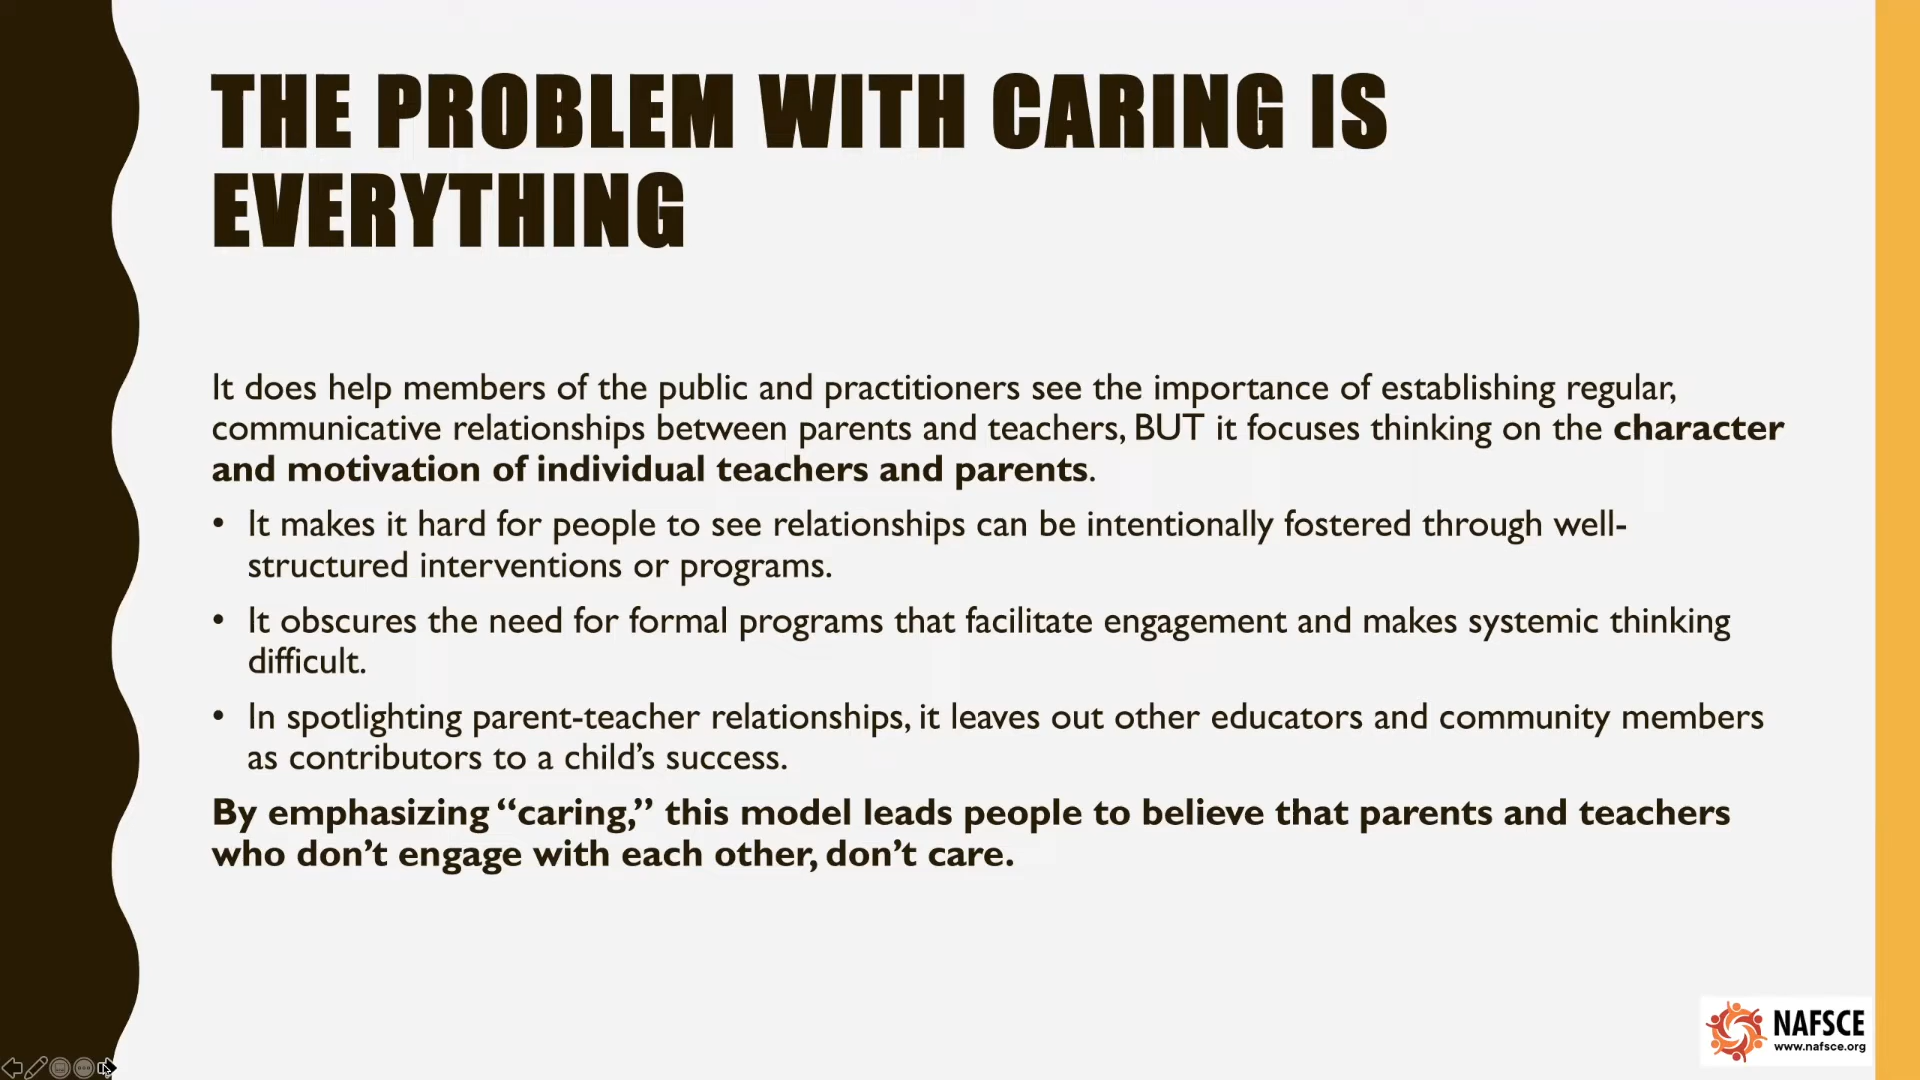 THE PROBLEM WITH CARING IS
EVERYTHING
It does help members of the public and practitioners see the importance of establishing regular,
communicative relationships between parents and teachers, BUT it focuses thinking on the character
and motivation of individual teachers and parents.
• It makes it hard for people to see relationships can be intentionally fostered through well-
structured interventions or programs.
• It obscures the need for formal programs that facilitate engagement and makes systemic thinking
difficult.
• In spotlighting parent-teacher relationships, it leaves out other educators and community members
as contributors to a child’s success.
By emphasizing “caring,” this model leads people to believe that parents and teachers
who don’t engage with each other, don’t care.
NAFSCE
www.nafsce.org